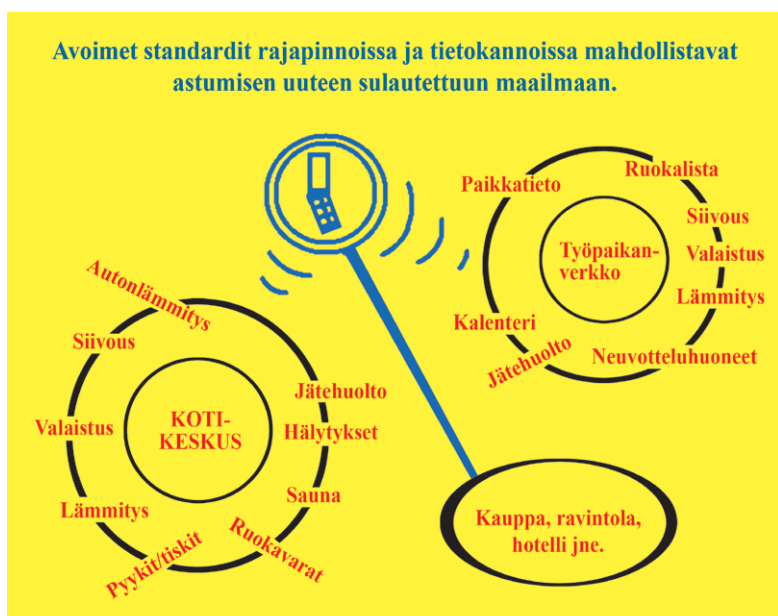 Avoimet standardit rajapinnoissa ja tietokannoissa mahdollistavat
astumisen uuteen sulautettuun maailmaan.
Paikkatieto
Ruokalista
Siivous
Valaistus
Lämmitys
Neuvotteluhuoneet
Jätehuolto
Kalenteri
Työpaikan-
verkko
Autonlämmitys
Siivous
Valaistus
Lämmitys
Pyykit/tiskit
Ruokavarat
Sauna
Hälytykset
Jätehuolto
KOTI-
KESKUS
Kauppa, ravintola,
hotelli jne.